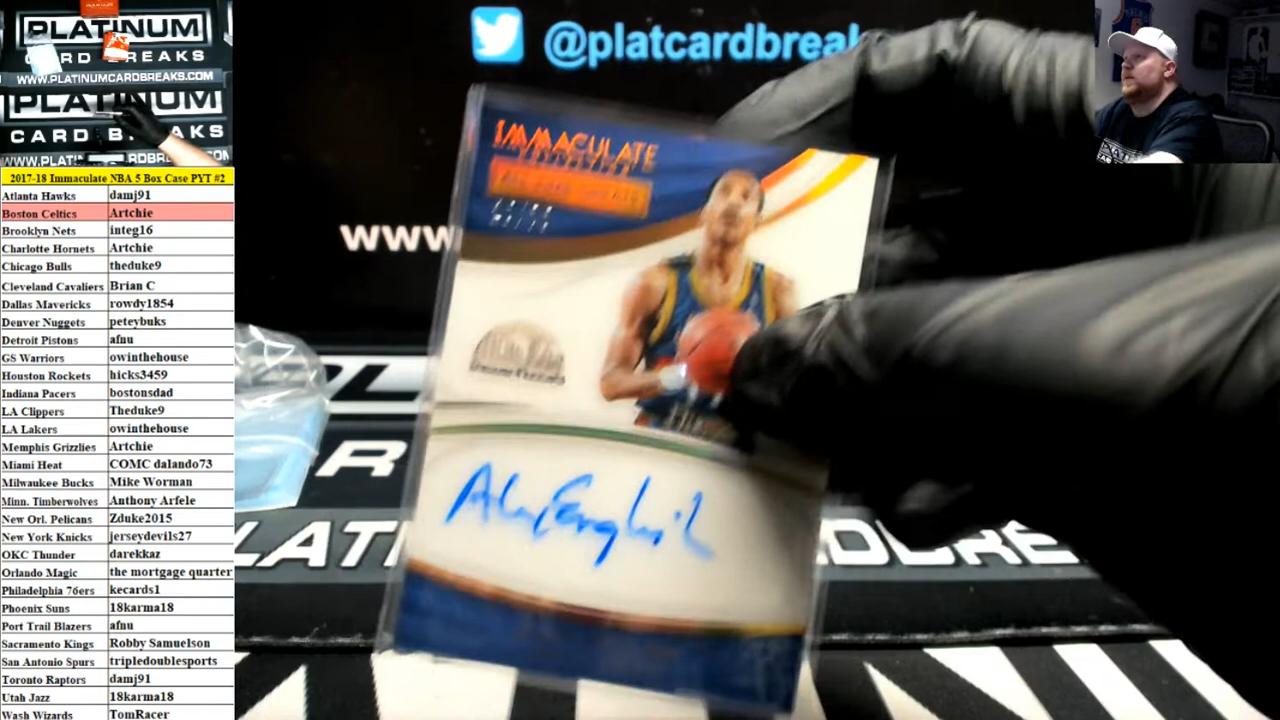 PLATINUM
CARD BREAKS
WWW.PLATINUMCARDBREAKS.COM
PLATINUM
CARD B EAKS
@platcardbreak
www
IMMACULATE
2017-18 Immaculate NBA 5 Box Case PYT #2
Atlanta Hawks damj91
Boston Celtics Artchie
Brooklyn Nets integ16
Charlotte Hornets Artchie
Chicago Bulls theduke9
Cleveland Cavaliers Brian C
Dallas Mavericks rowdy1854
Denver Nuggets peteybuks
Detroit Pistons afnu
GS Warriors owinthehouse
Houston Rockets hicks3459
Indiana Pacers bostonsdad
LA Clippers Theduke9
LA Lakers owinthehouse
Memphis Grizzlies Artchie
Miami Heat COMC dalando73
Milwaukee Bucks Mike Worman
Minn. Timberwolves Anthony Arfele
New Orl. Pelicans Zduke2015
New York Knicks jerseydevils27
OKC Thunder darekkaz
Orlando Magic the mortgage quarter
Philadelphia 76ers kecards1
Phoenix Suns 18karma18
Port Trail Blazers afnu
Sacramento Kings Robby Samuelson
San Antonio Spurs tripledoublesports
Toronto Raptors damj91
Utah Jazz 18karma18
Wash Wizards TomRacer